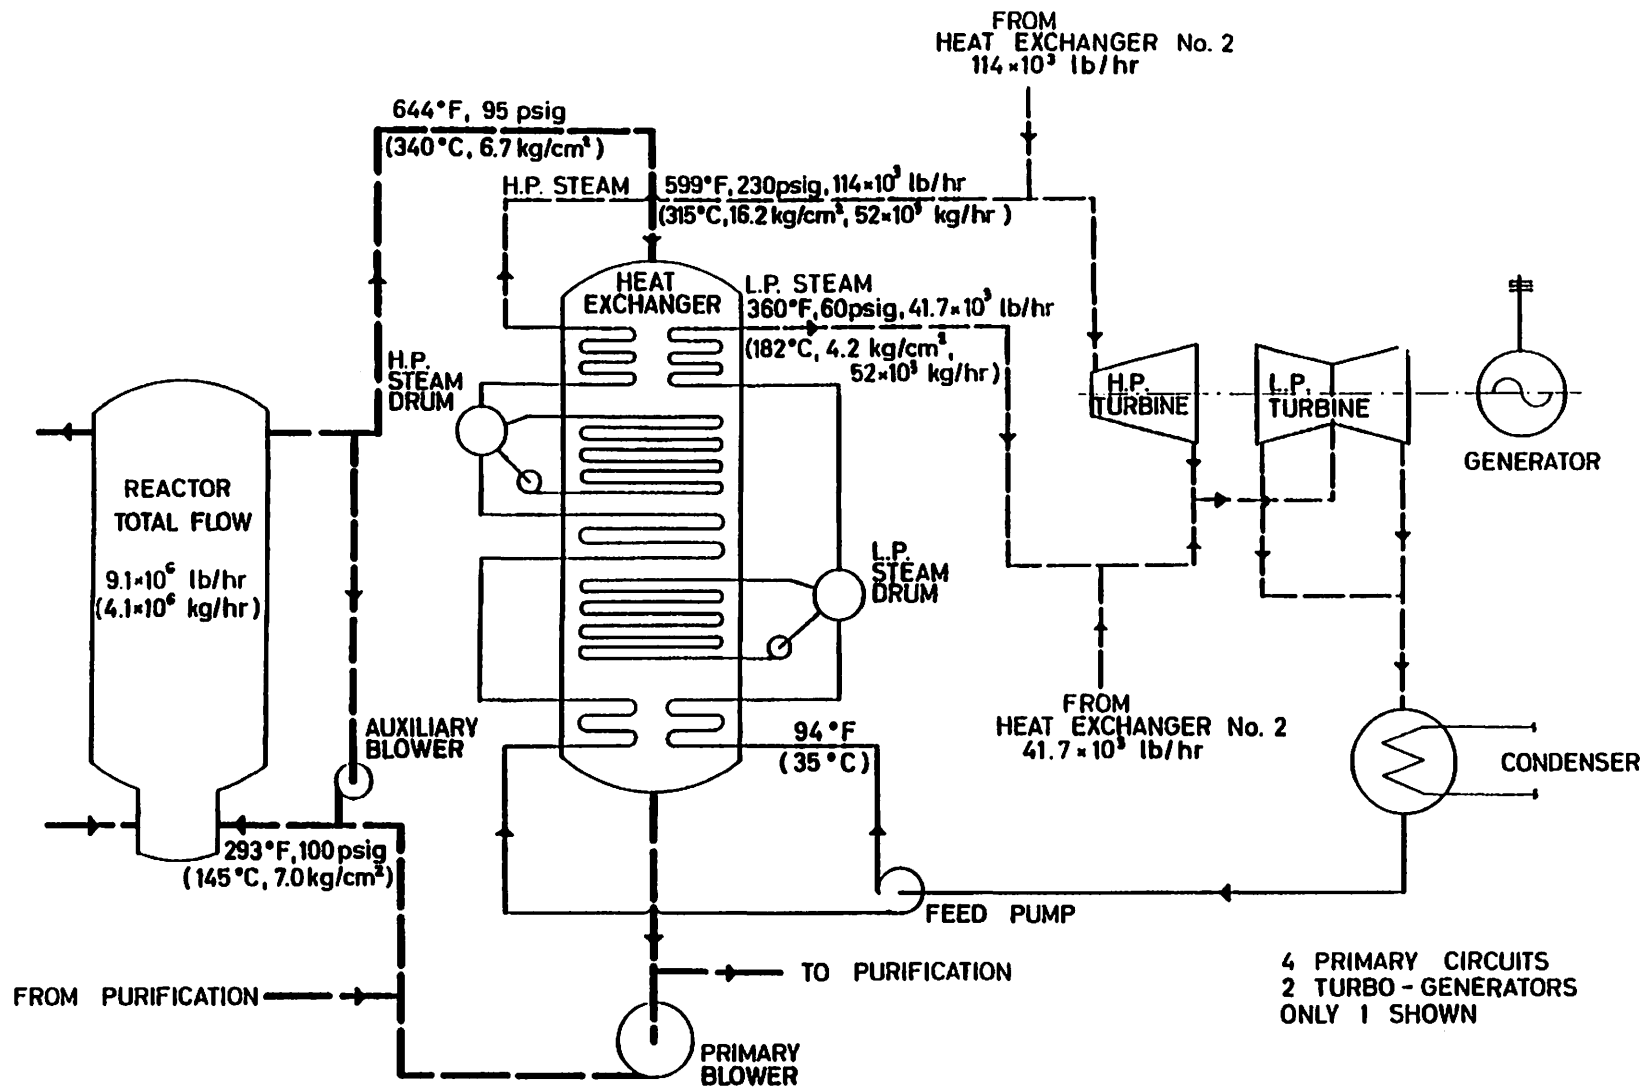 FROM
HEAT EXCHANGER No. 2
114×10³ lb/hr
644°F, 95 psig
(340°C, 6.7 kg/cm²)
H.P. STEAM
599°F, 230psig, 114×10³ lb/hr
(315°C, 16.2 kg/cm², 52×10³ kg/hr)
HEAT
EXCHANGER
L.P. STEAM
360°F, 60psig, 41.7×10³ lb/hr
(182°C, 4.2 kg/cm²,
52×10³ kg/hr)
H.P.
STEAM
DRUM
H.P.
TURBINE
L.P.
TURBINE
GENERATOR
REACTOR
TOTAL FLOW
9.1×10⁶ lb/hr
(4.1×10⁶ kg/hr)
L.P.
STEAM
DRUM
AUXILIARY
BLOWER
94°F
(35°C)
FROM
HEAT EXCHANGER No. 2
41.7×10³ lb/hr
CONDENSER
293°F, 100psig
(145°C, 7.0kg/cm²)
FEED PUMP
TO PURIFICATION
FROM PURIFICATION
4 PRIMARY CIRCUITS
2 TURBO-GENERATORS
ONLY 1 SHOWN
PRIMARY
BLOWER